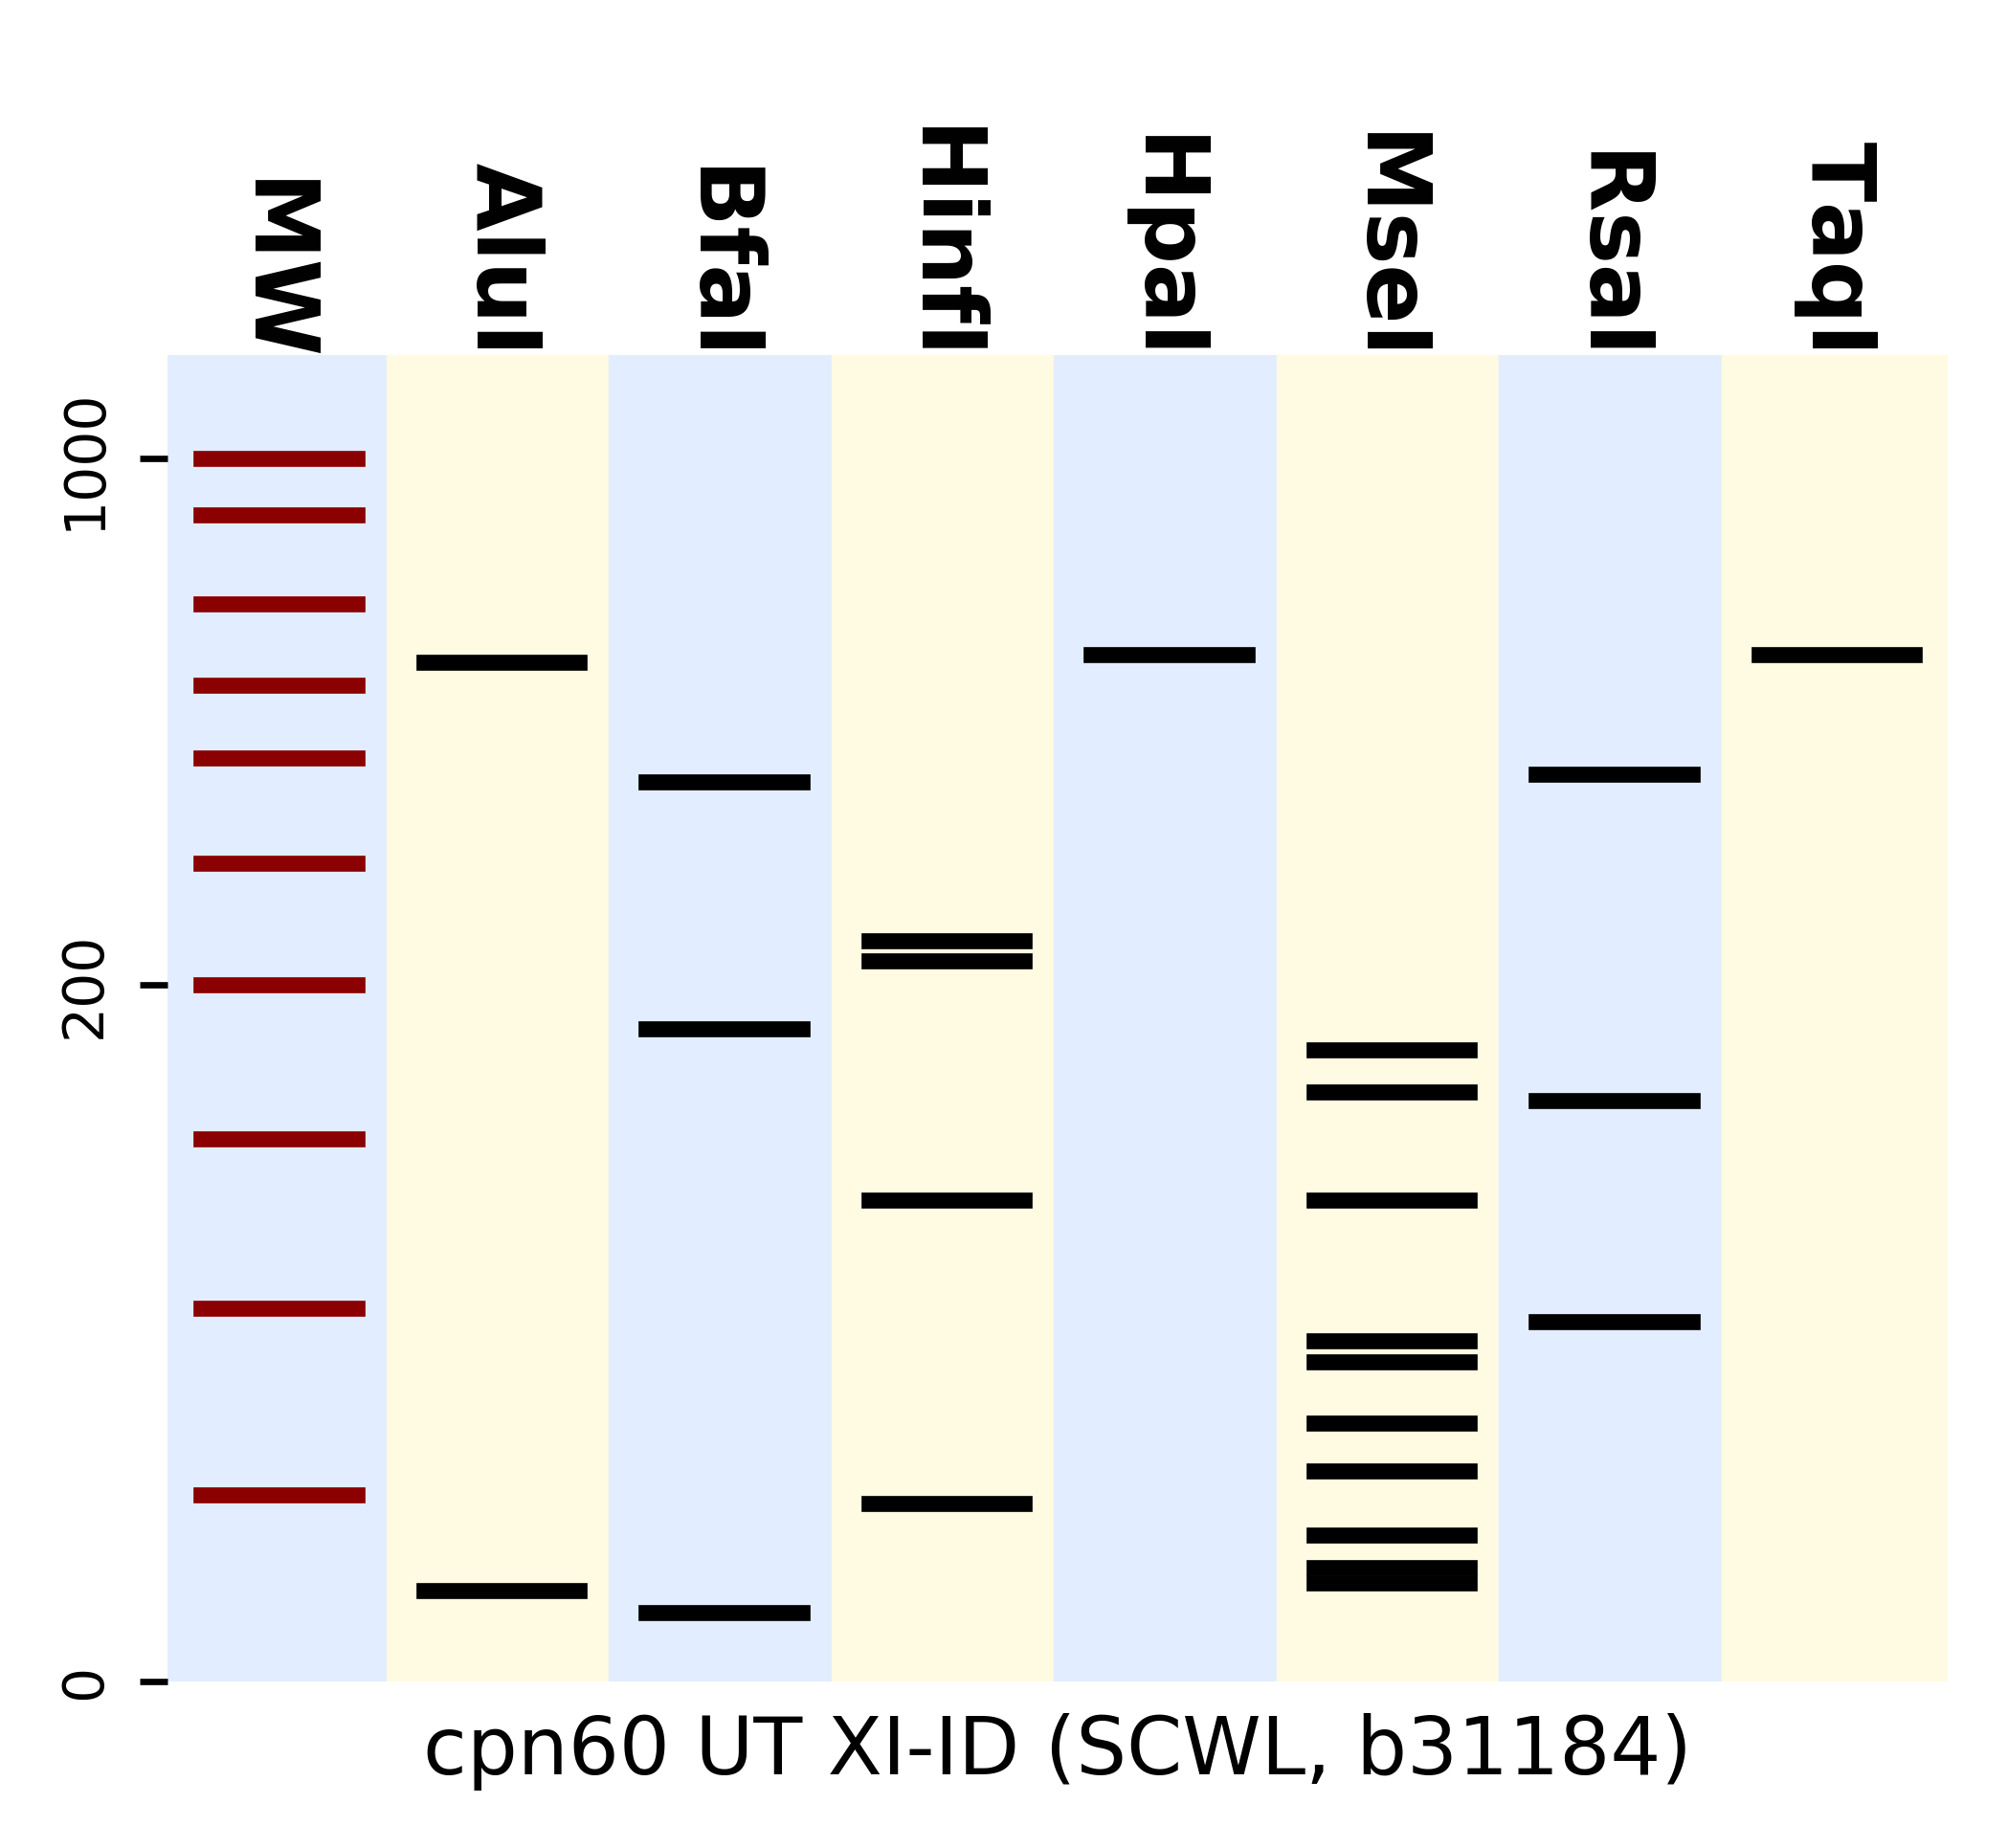 MW
AluI
BfaI
HinfI
HpaI
MseI
RsaI
TaqI
1000
200
0
cpn60 UT XI-ID (SCWL, b31184)